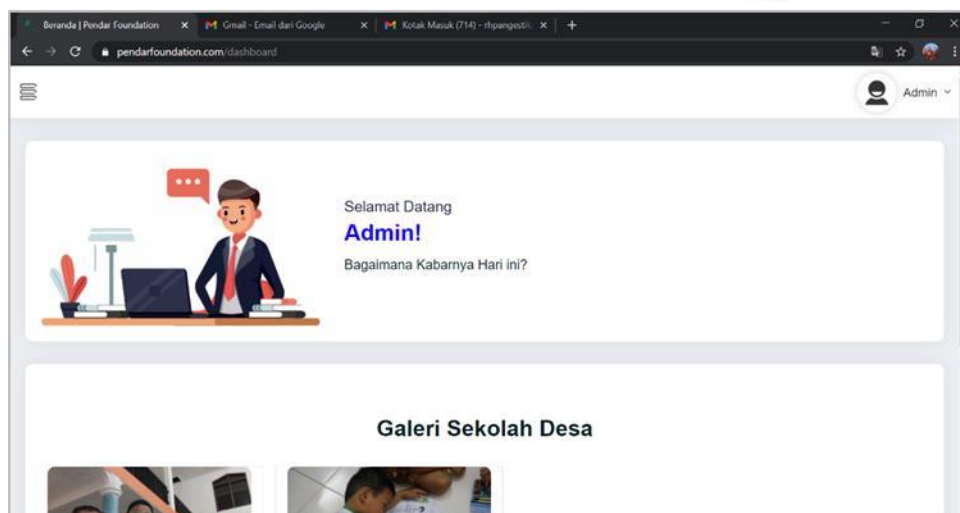 Beranda | Pendar Foundation
Gmail - Email dari Google
Kotak Masuk (714) - rhpangesti
pendarfoundation.com/dashboard
Admin
Selamat Datang
Admin!
Bagaimana Kabarnya Hari ini?
Galeri Sekolah Desa